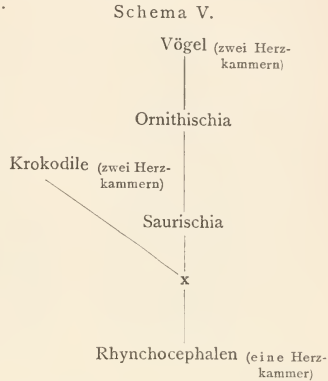 Schema V.
Vögel (zwei Herz-
kammern)
Ornithischia
Krokodile (zwei Herz-
kammern)
Saurischia
x
Rhynchocephalen (eine Herz-
kammer)